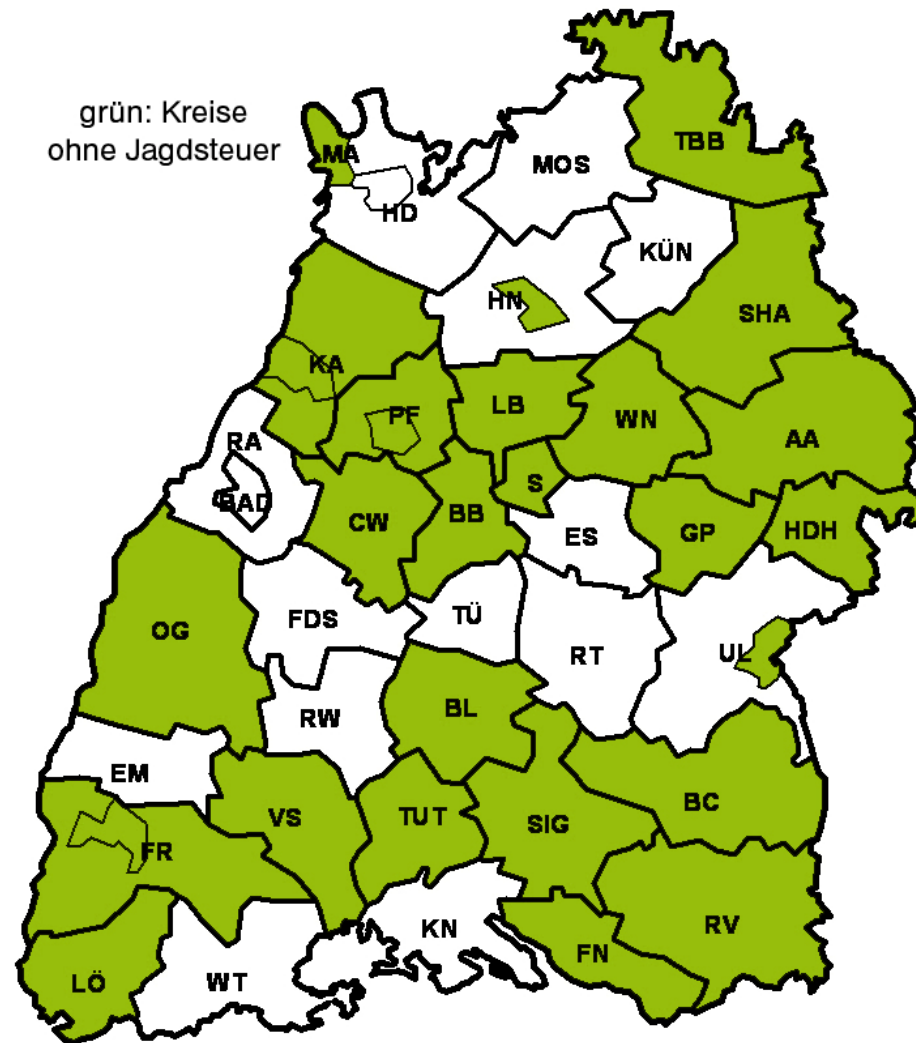 grün: Kreise
ohne Jagdsteuer
MA
TBB
MOS
HD
KÜN
HN
SHA
KA
LB
PF
WN
RA
AA
S
BAD
CW
BB
ES
GP
HDH
FDS
TÜ
OG
RT
UL
RW
BL
EM
VS
TUT
SIG
BC
FR
KN
RV
FN
LÖ
WT